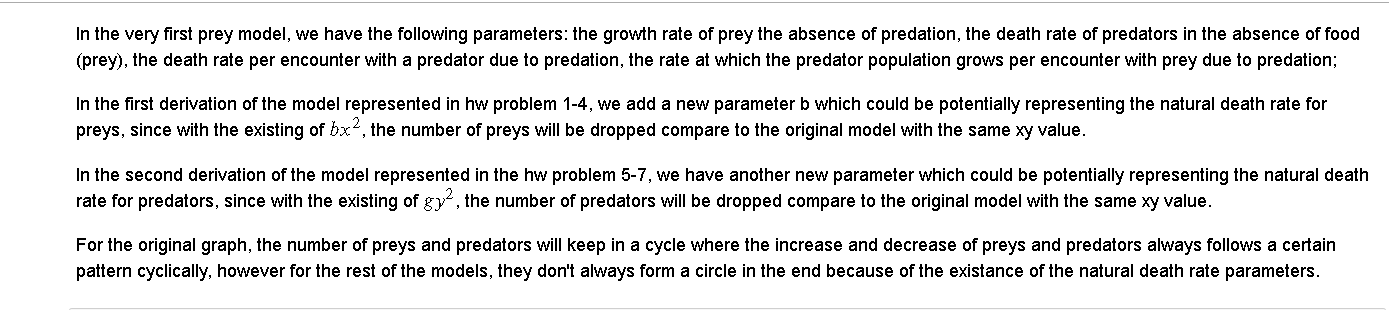 In the very first prey model, we have the following parameters: the growth rate of prey the absence of predation, the death rate of predators in the absence of food
(prey), the death rate per encounter with a predator due to predation, the rate at which the predator population grows per encounter with prey due to predation;
In the first derivation of the model represented in hw problem 1-4, we add a new parameter b which could be potentially representing the natural death rate for
preys, since with the existing of bx², the number of preys will be dropped compare to the original model with the same xy value.
In the second derivation of the model represented in the hw problem 5-7, we have another new parameter which could be potentially representing the natural death
rate for predators, since with the existing of gy², the number of predators will be dropped compare to the original model with the same xy value.
For the original graph, the number of preys and predators will keep in a cycle where the increase and decrease of preys and predators always follows a certain
pattern cyclically, however for the rest of the models, they don't always form a circle in the end because of the existance of the natural death rate parameters.